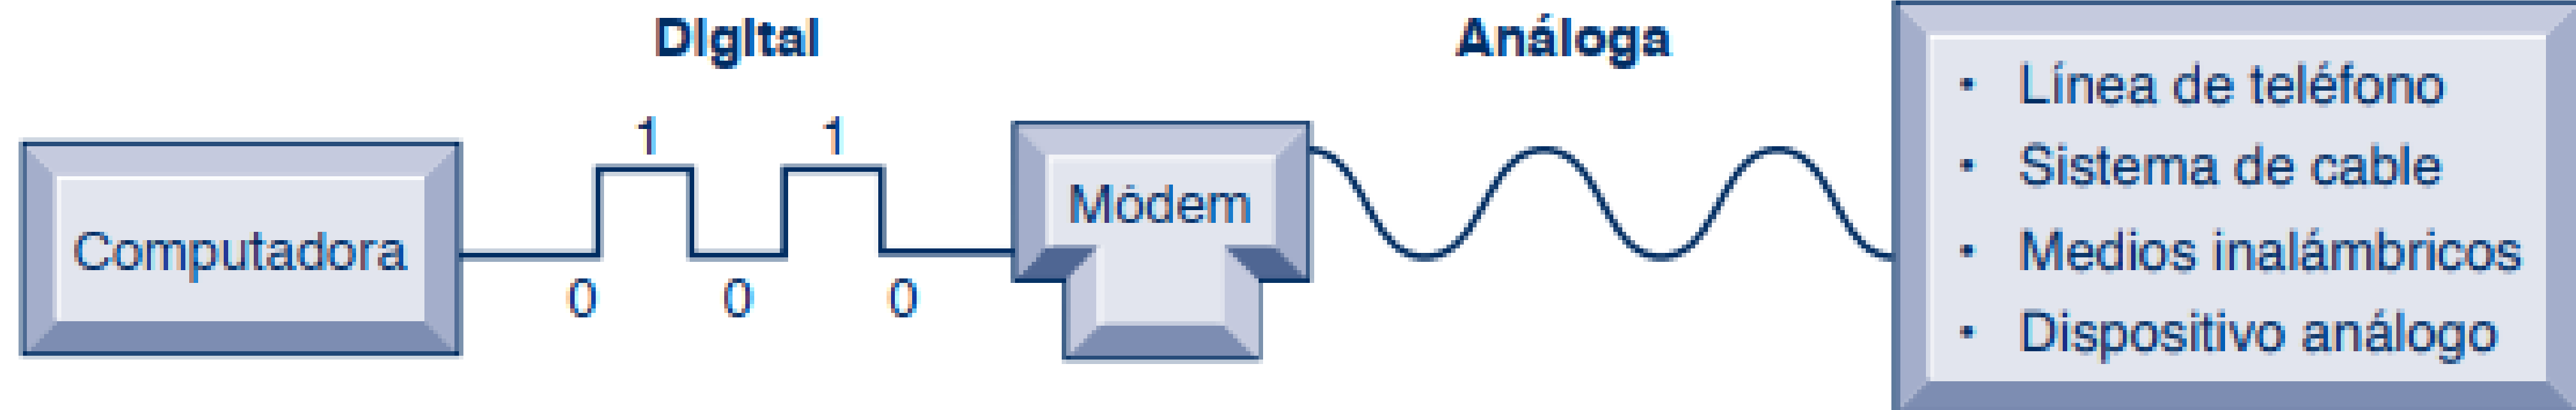 Digital
Análoga
Computadora
1
1
0
0
0
Módem
• Línea de teléfono
• Sistema de cable
• Medios inalámbricos
• Dispositivo análogo